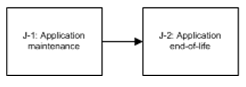 J-1: Application
maintenance
J-2: Application
end-of-life